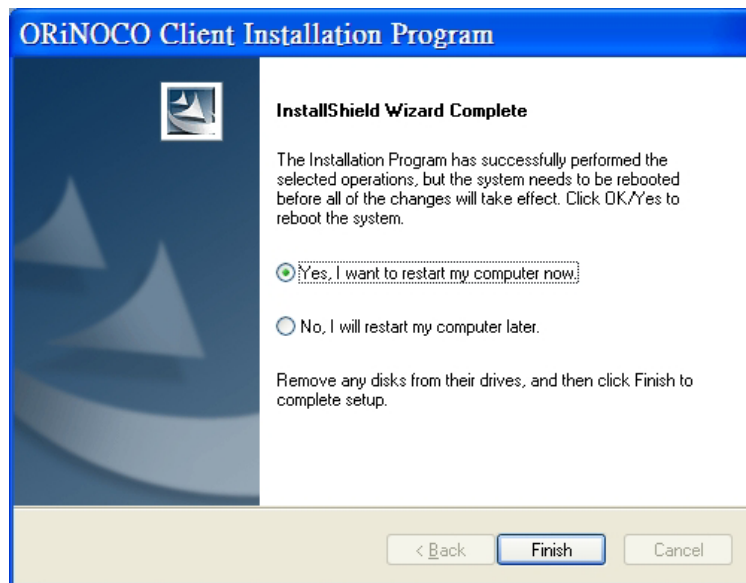 ORiNOCO Client Installation Program
InstallShield Wizard Complete
The Installation Program has successfully performed the
selected operations, but the system needs to be rebooted
before all of the changes will take effect. Click OK/Yes to
reboot the system.
Yes, I want to restart my computer now.
No, I will restart my computer later.
Remove any disks from their drives, and then click Finish to
complete setup.
< Back Finish Cancel